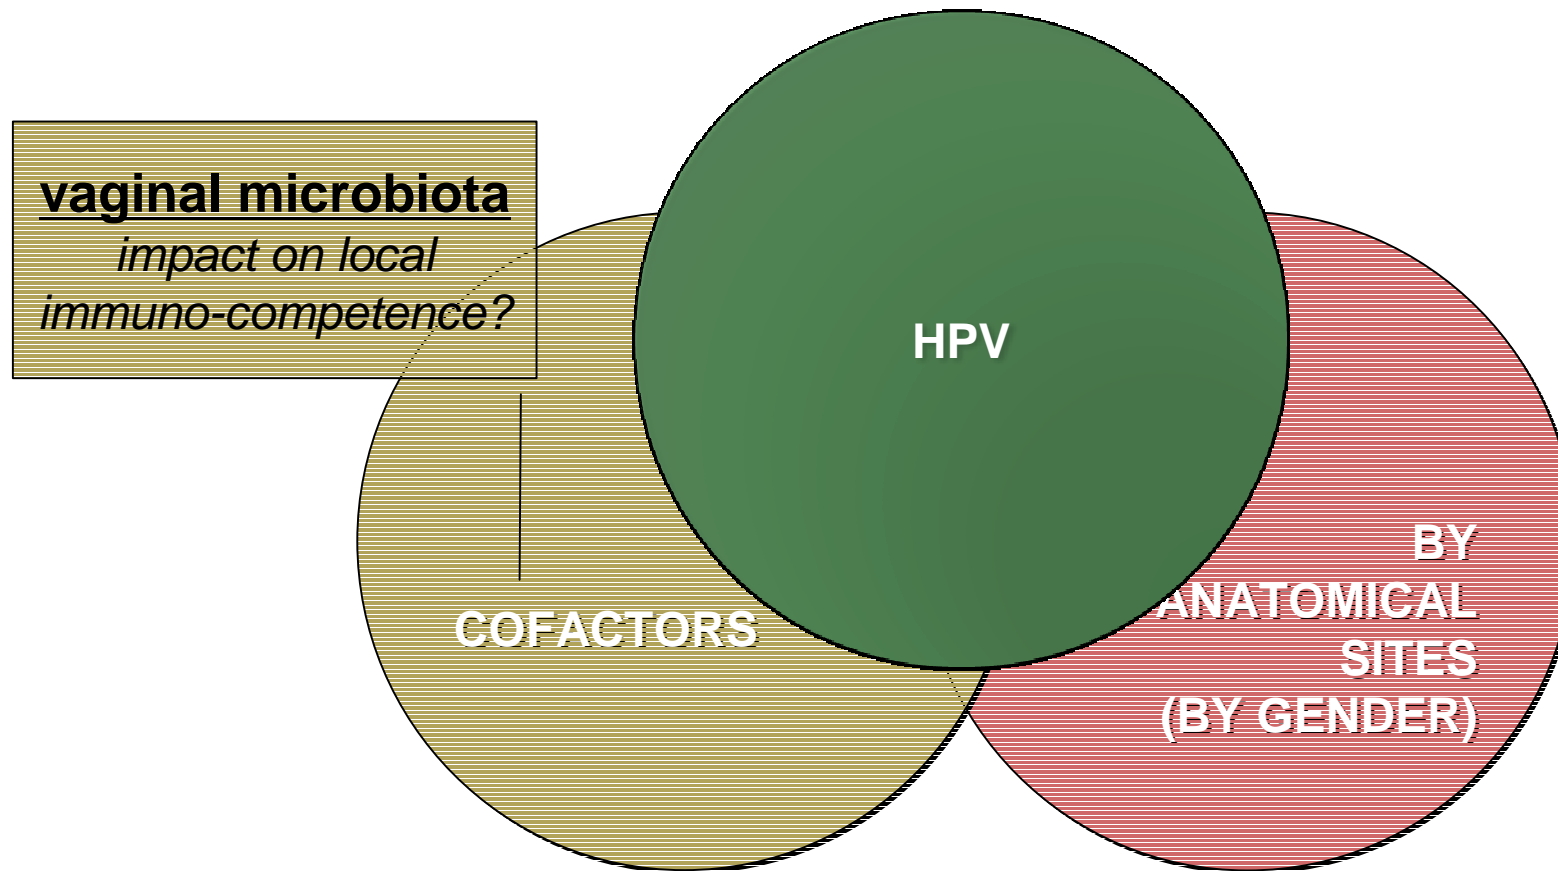 vaginal microbiota
impact on local
immuno-competence?
HPV
COFACTORS
BY
ANATOMICAL
SITES
(BY GENDER)